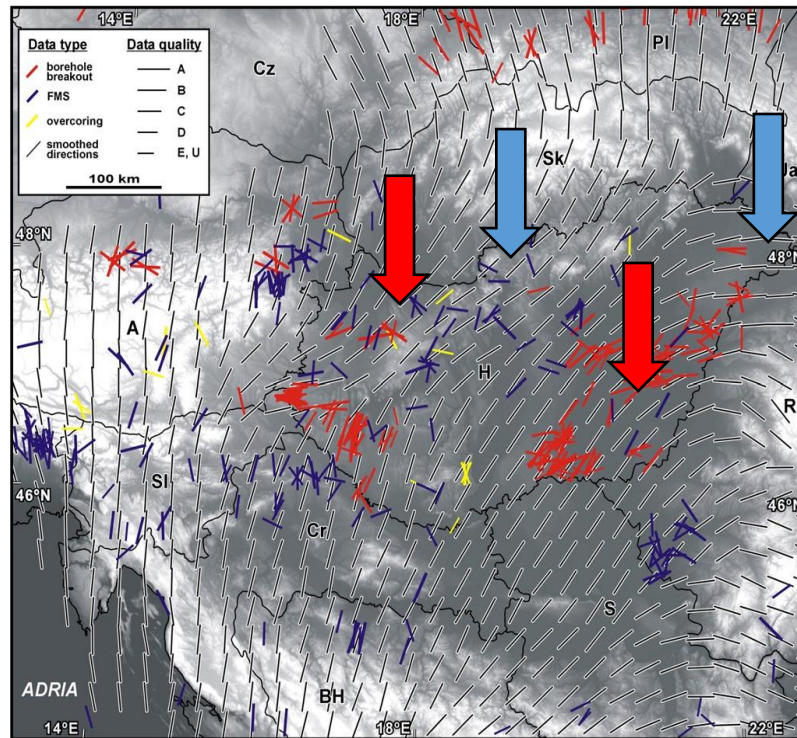 14°E
18°E
22°E
Data type
Data quality
borehole
breakout
FMS
overcoring
smoothed
directions
A
B
C
D
E, U
100 km
Cz
Pl
Sk
Ja
48°N
48°N
A
H
R
46°N
Sl
46°N
Cr
S
ADRIA
BH
14°E
18°E
22°E